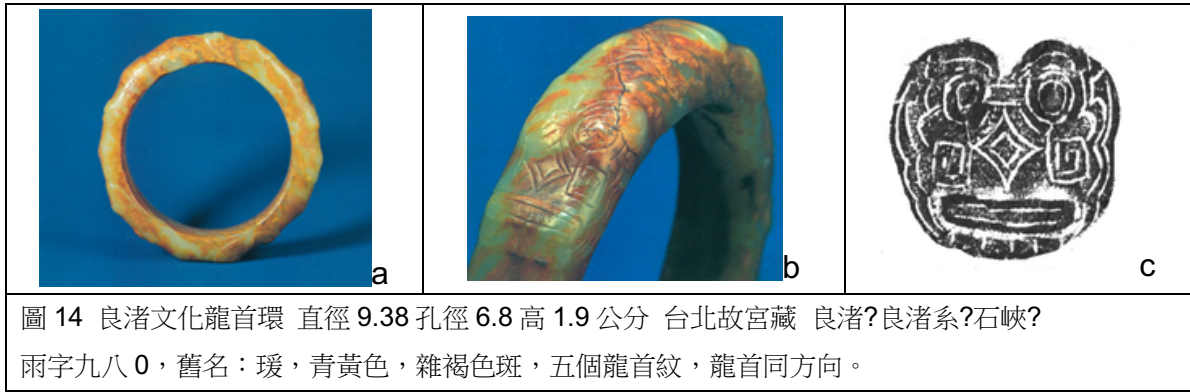 a
b
c
圖 14 良渚文化龍首環 直徑 9.38 孔徑 6.8 高 1.9 公分 台北故宮藏 良渚?良渚系?石峽?
雨字九八 0，舊名：瑗，青黃色，雜褐色斑，五個龍首紋，龍首同方向。